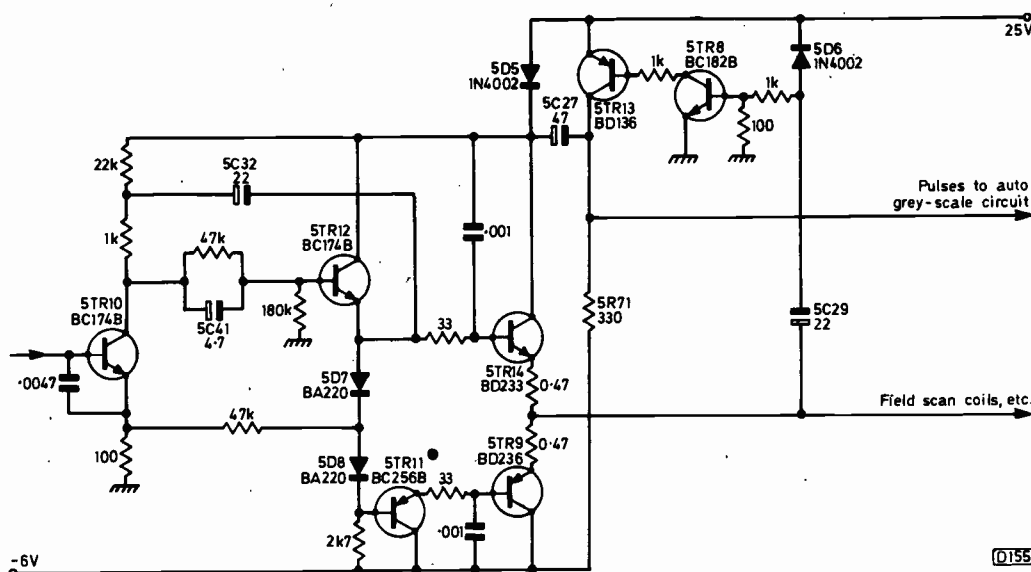 25V
5D5
1N4002
5TR13
BD136
1k
5TR8
BC182B
1k
100
5D6
1N4002
5C27
47
22k
5C32
22
1k
47k
5C41
4·7
5TR12
BC174B
180k
·001
Pulses to auto
grey-scale circuit
5TR10
BC174B
·0047
33
5TR14
BD233
5R71
330
5C29
22
5D7
BA220
0·47
Field scan coils, etc.
47k
100
0·47
5TR9
BD236
5D8
BA220
5TR11
BC256B
33
·001
2k7
-6V
D155